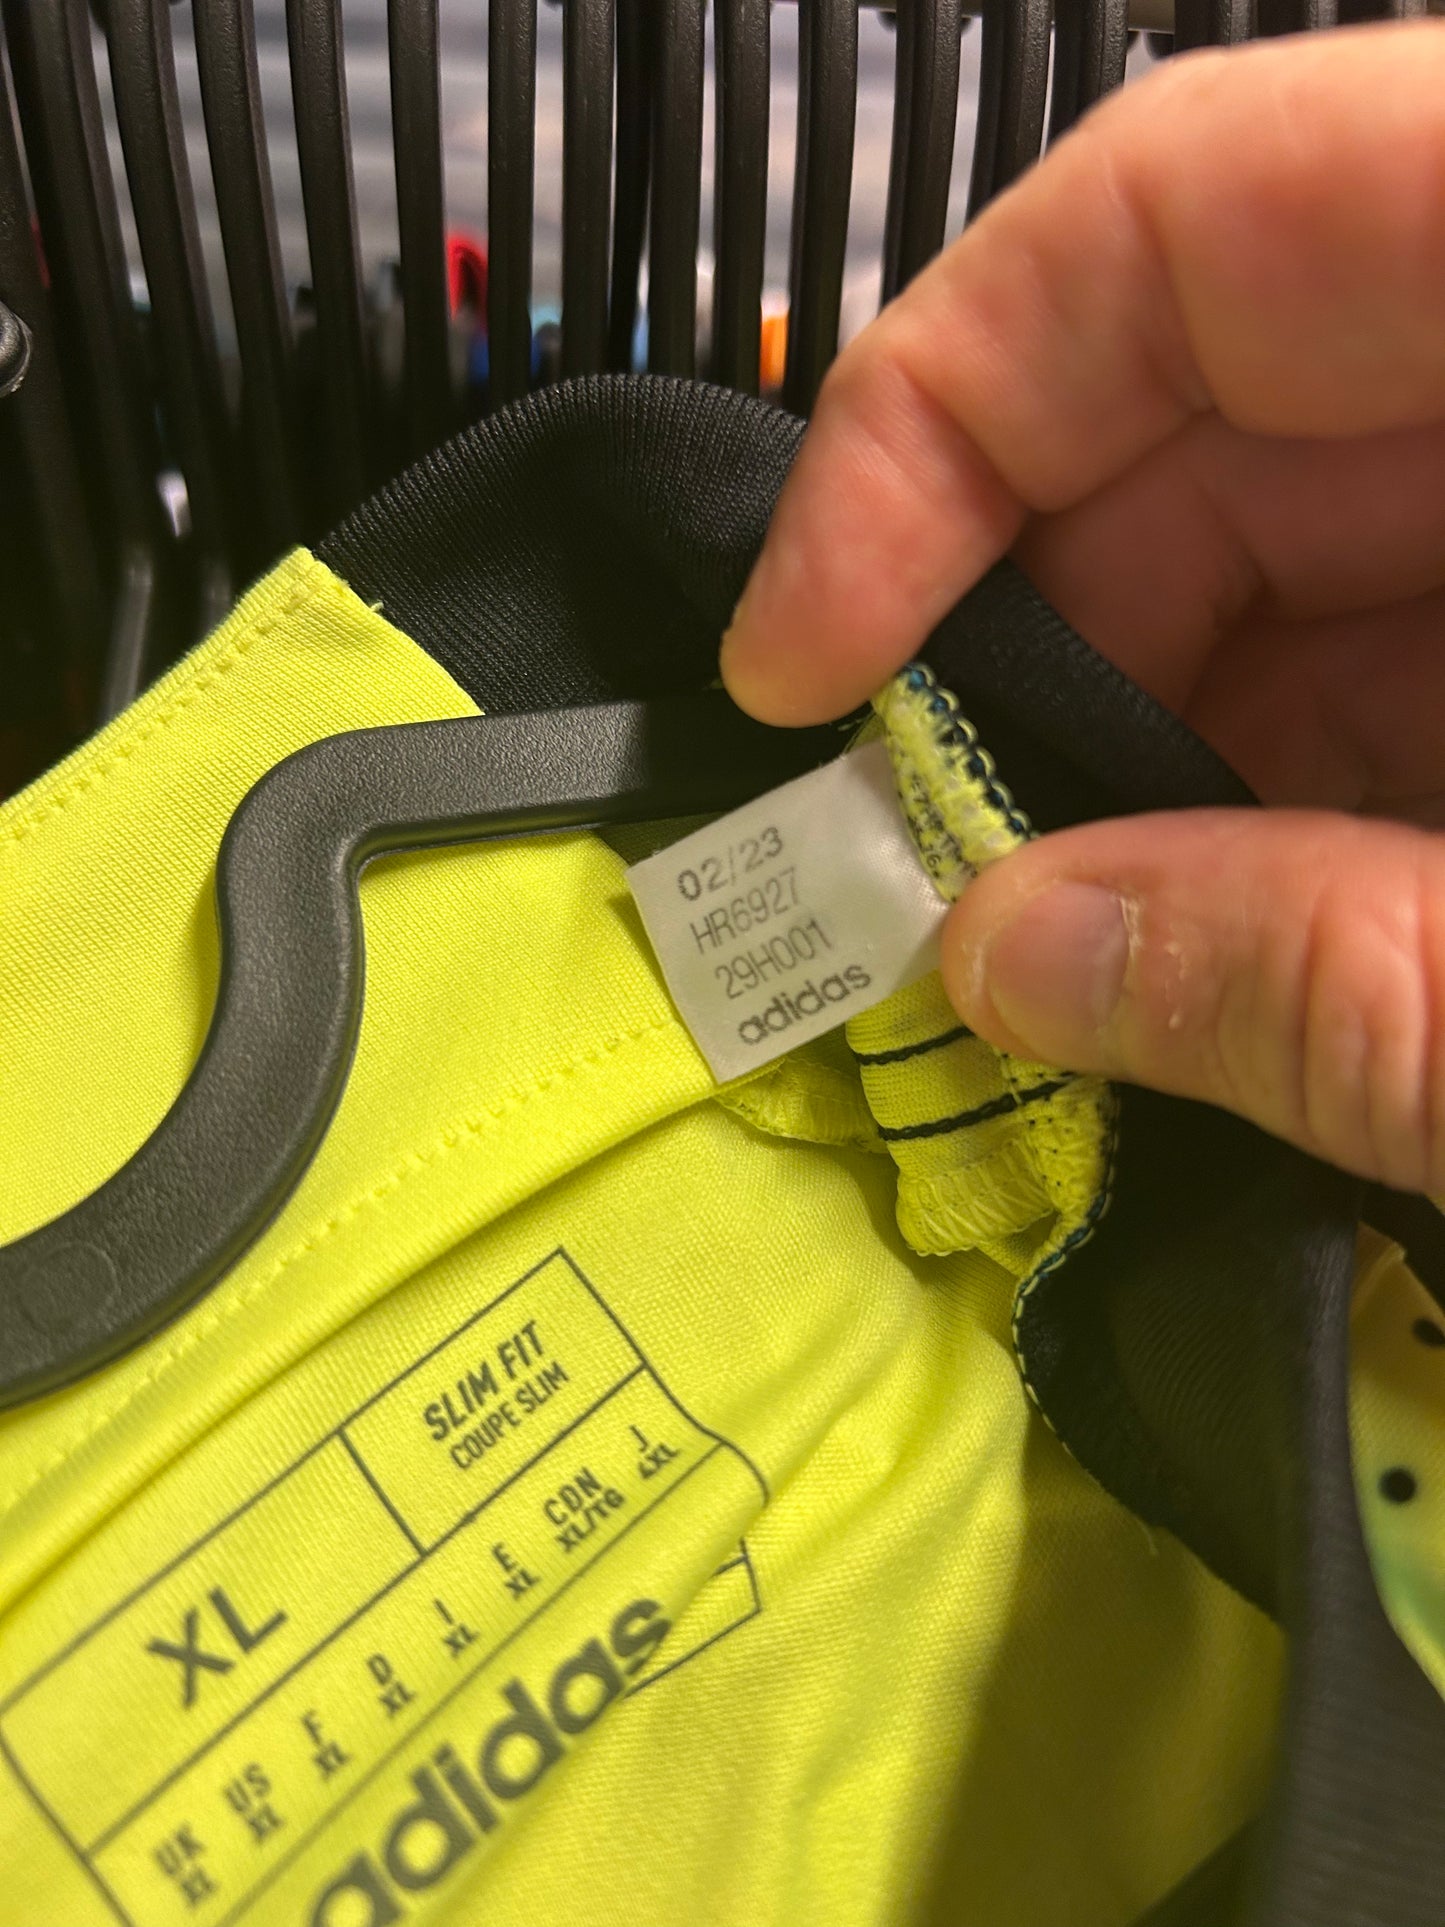 02/23
HR6927
29H001
adidas
SLIM FIT
COUPE SLIM
XL
UK US F D I E CDN J
XL XL XL XL XL XL XL/TG 4XL
adidas